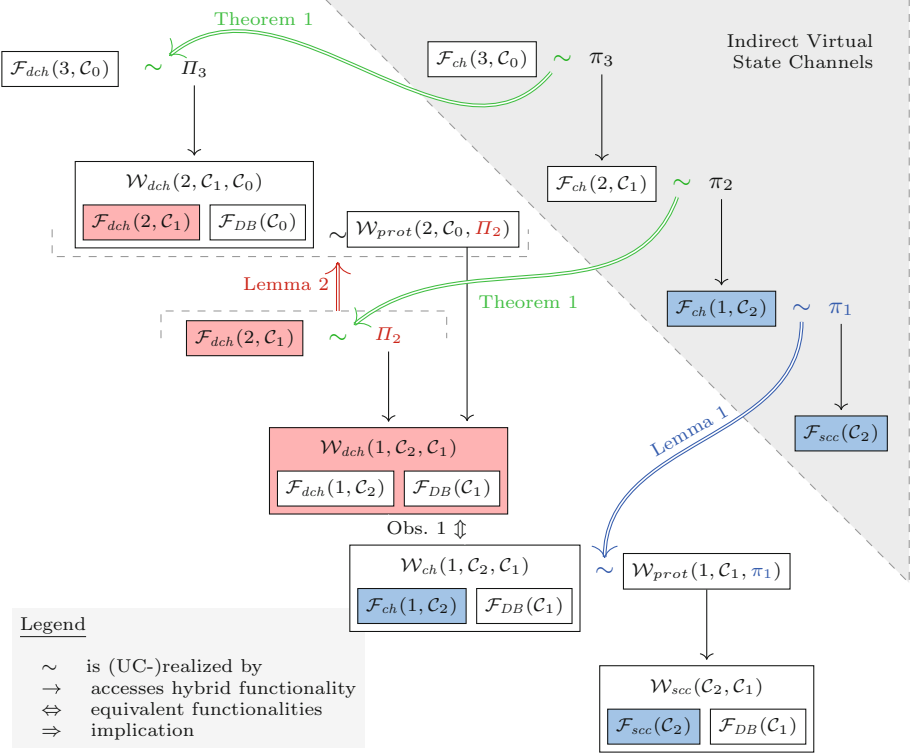 Theorem 1
Indirect Virtual
State Channels
𝓕_dch(3, 𝓒_0) ∼ Π_3
𝓕_ch(3, 𝓒_0) ∼ π_3
𝓦_dch(2, 𝓒_1, 𝓒_0)
𝓕_dch(2, 𝓒_1) 𝓕_DB(𝓒_0)
𝓕_ch(2, 𝓒_1) ∼ π_2
∼ 𝓦_prot(2, 𝓒_0, Π_2)
Lemma 2
Theorem 1
𝓕_ch(1, 𝓒_2) ∼ π_1
𝓕_dch(2, 𝓒_1) ∼ Π_2
Lemma 1
𝓕_scc(𝓒_2)
𝓦_dch(1, 𝓒_2, 𝓒_1)
𝓕_dch(1, 𝓒_2) 𝓕_DB(𝓒_1)
Obs. 1 ⇕
𝓦_ch(1, 𝓒_2, 𝓒_1)
𝓕_ch(1, 𝓒_2) 𝓕_DB(𝓒_1)
∼ 𝓦_prot(1, 𝓒_1, π_1)
Legend
∼ is (UC-)realized by
→ accesses hybrid functionality
⇔ equivalent functionalities
⇒ implication
𝓦_scc(𝓒_2, 𝓒_1)
𝓕_scc(𝓒_2) 𝓕_DB(𝓒_1)